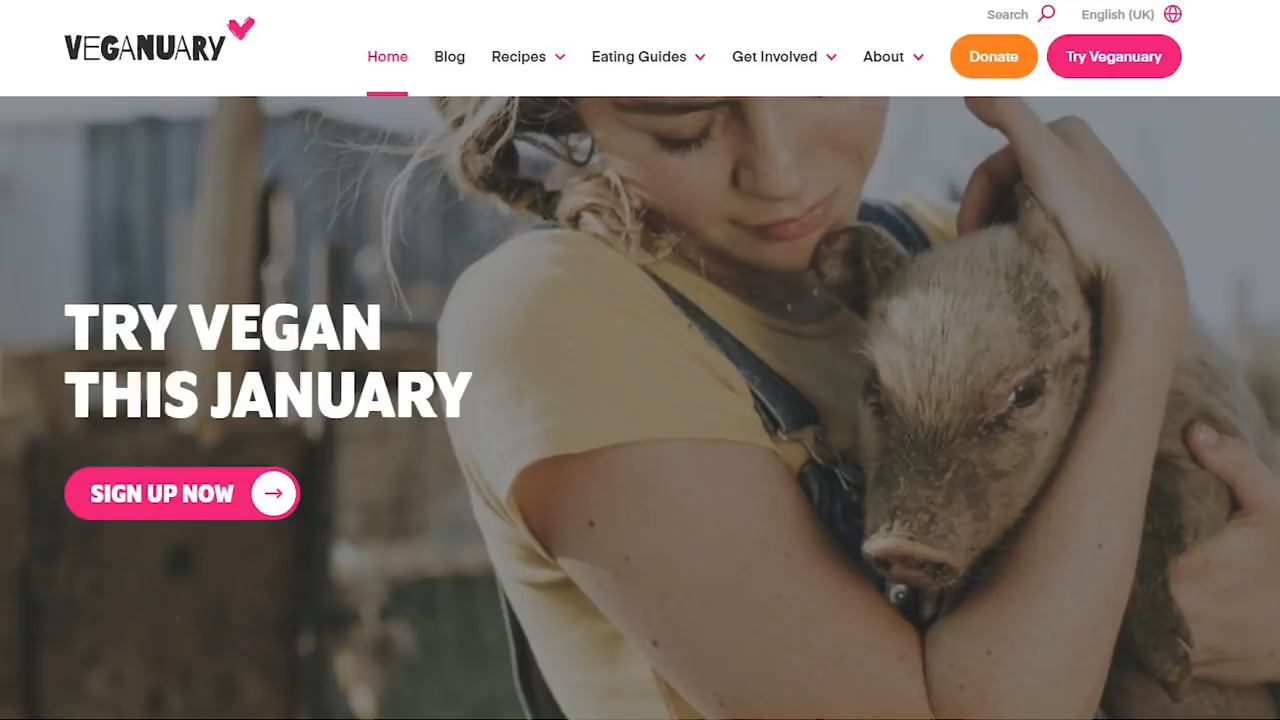 Search
English (UK)
VEGANUARY
Home
Blog
Recipes
Eating Guides
Get Involved
About
Donate
Try Veganuary
TRY VEGAN
THIS JANUARY
SIGN UP NOW